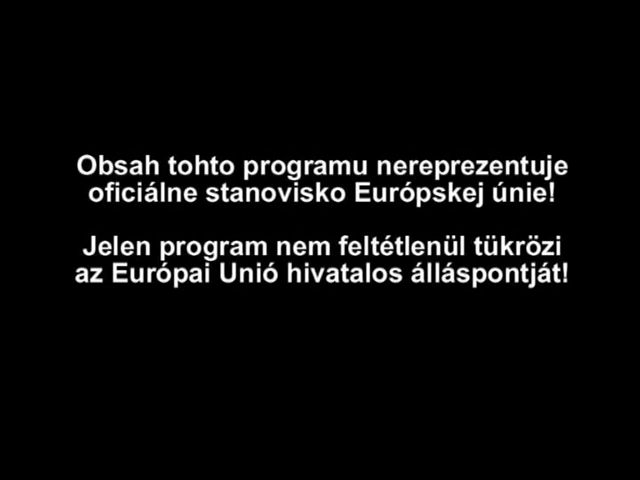 Obsah tohto programu nereprezentuje
oficiálne stanovisko Európskej únie!
Jelen program nem feltétlenül tükrözi
az Európai Unió hivatalos álláspontját!